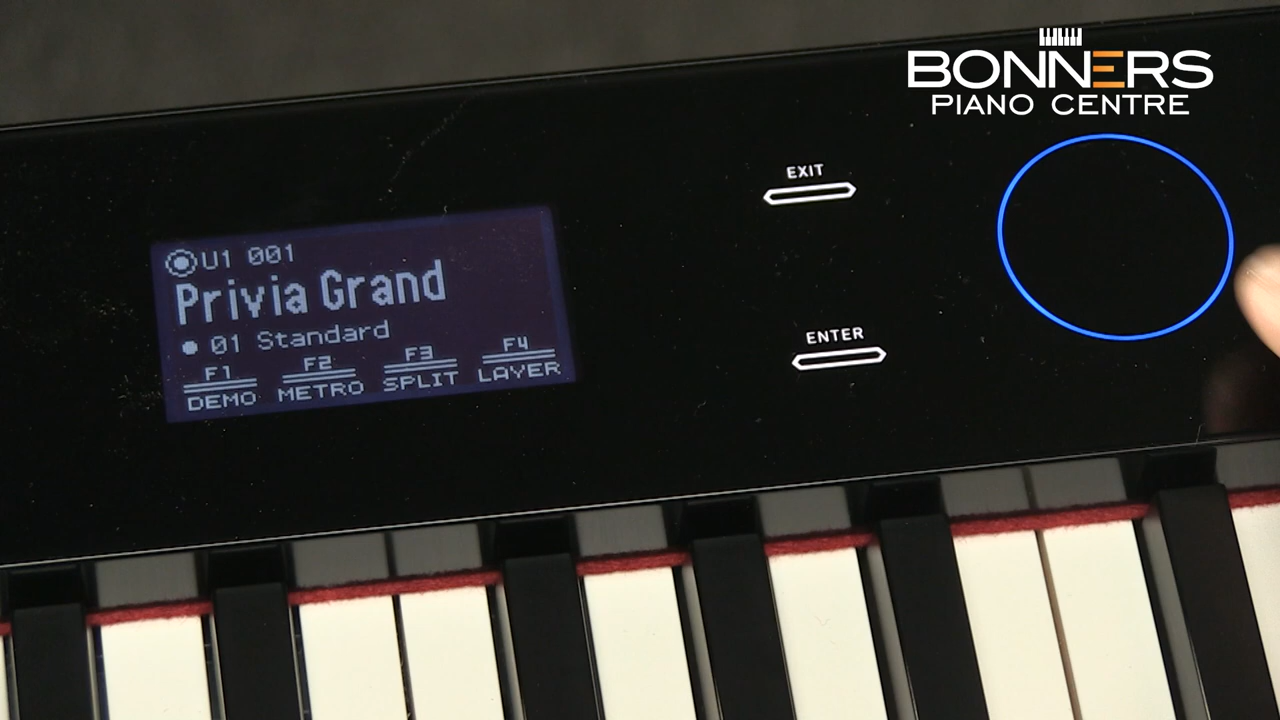 BONNERS
PIANO CENTRE
EXIT
U1 001
Privia Grand
01 Standard
F1 F2 F3 F4
DEMO METRO SPLIT LAYER
ENTER